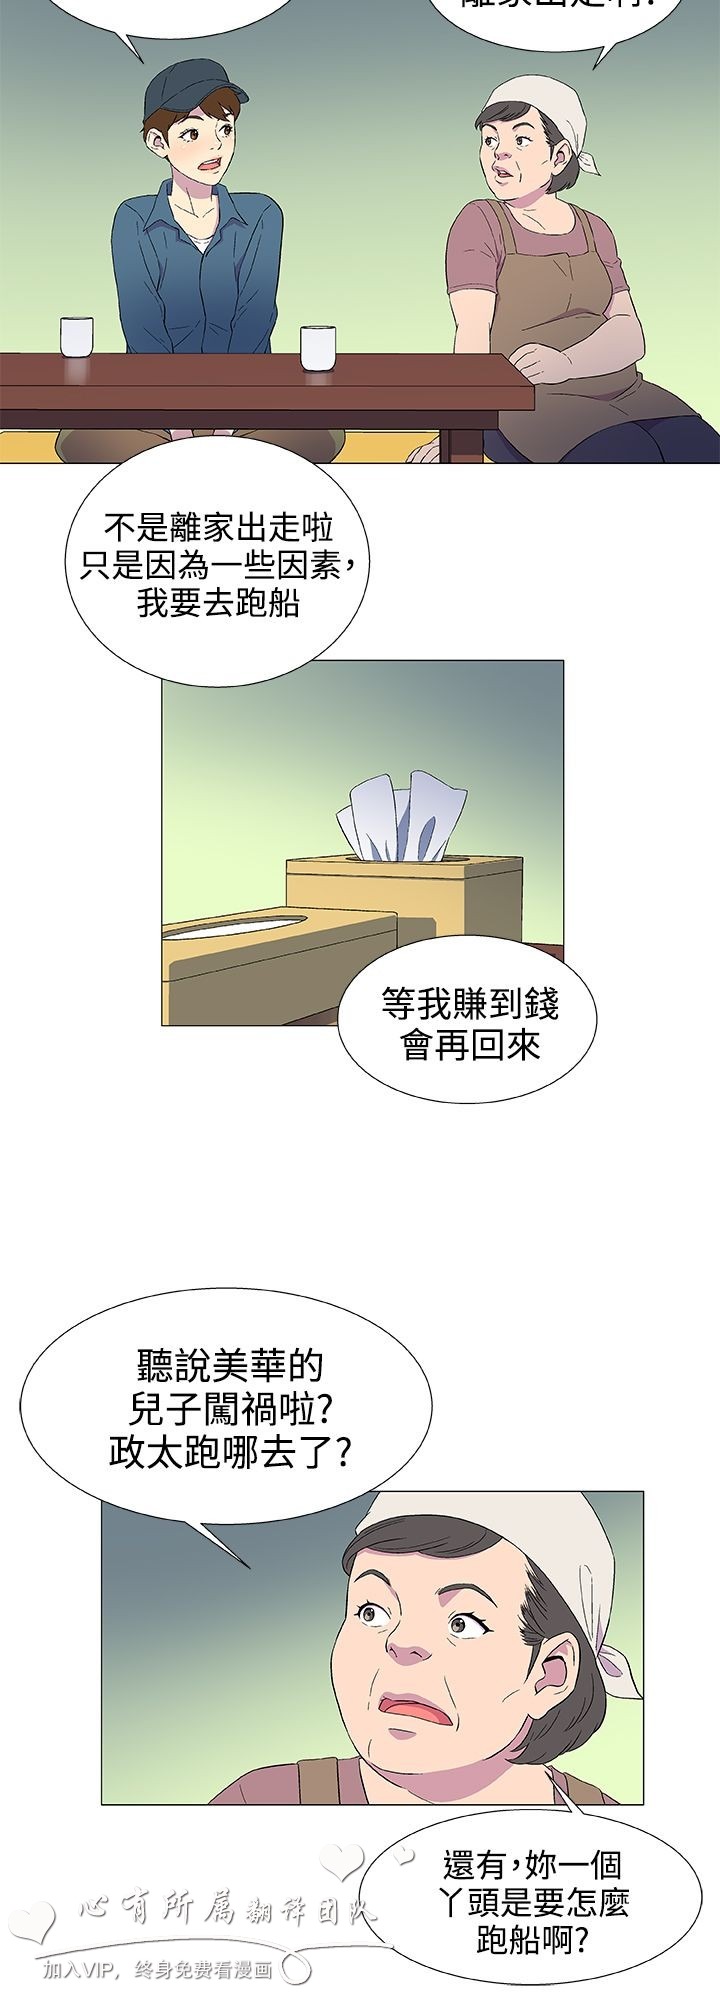 離家出走啊?
不是離家出走啦
只是因為一些因素,
我要去跑船
等我賺到錢
會再回來
聽說美華的
兒子闖禍啦?
政太跑哪去了?
還有,妳一個
丫頭是要怎麼
跑船啊?
心有所属翻译团队
加入VIP,终身免费看漫画